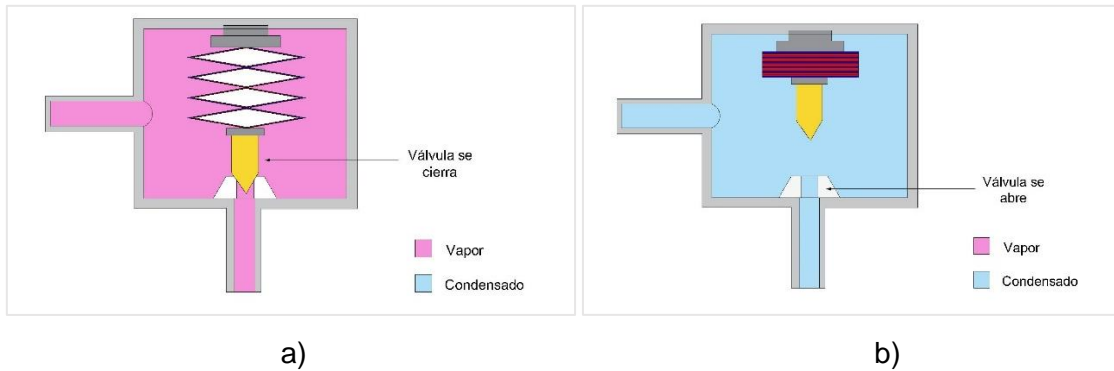 Válvula se
cierra
Vapor
Condensado
Válvula se
abre
Vapor
Condensado
a)
b)